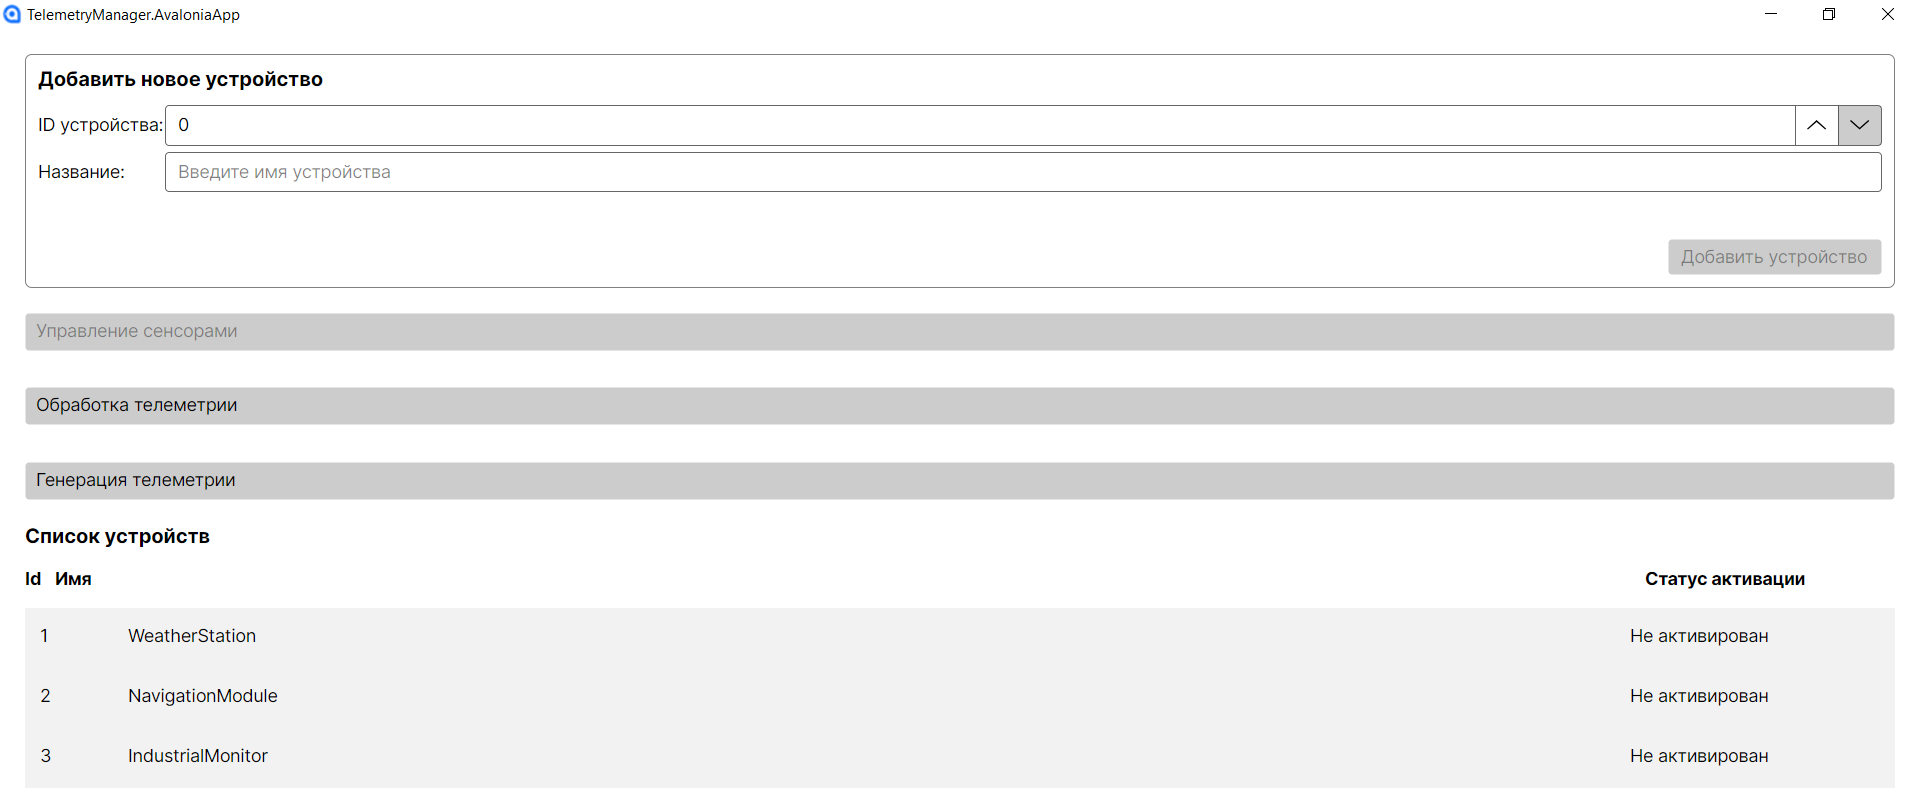 TelemetryManager.AvaloniaApp
Добавить новое устройство
ID устройства: 0
Название: Введите имя устройства
Добавить устройство
Управление сенсорами
Обработка телеметрии
Генерация телеметрии
Список устройств
Id Имя Статус активации
1 WeatherStation Не активирован
2 NavigationModule Не активирован
3 IndustrialMonitor Не активирован